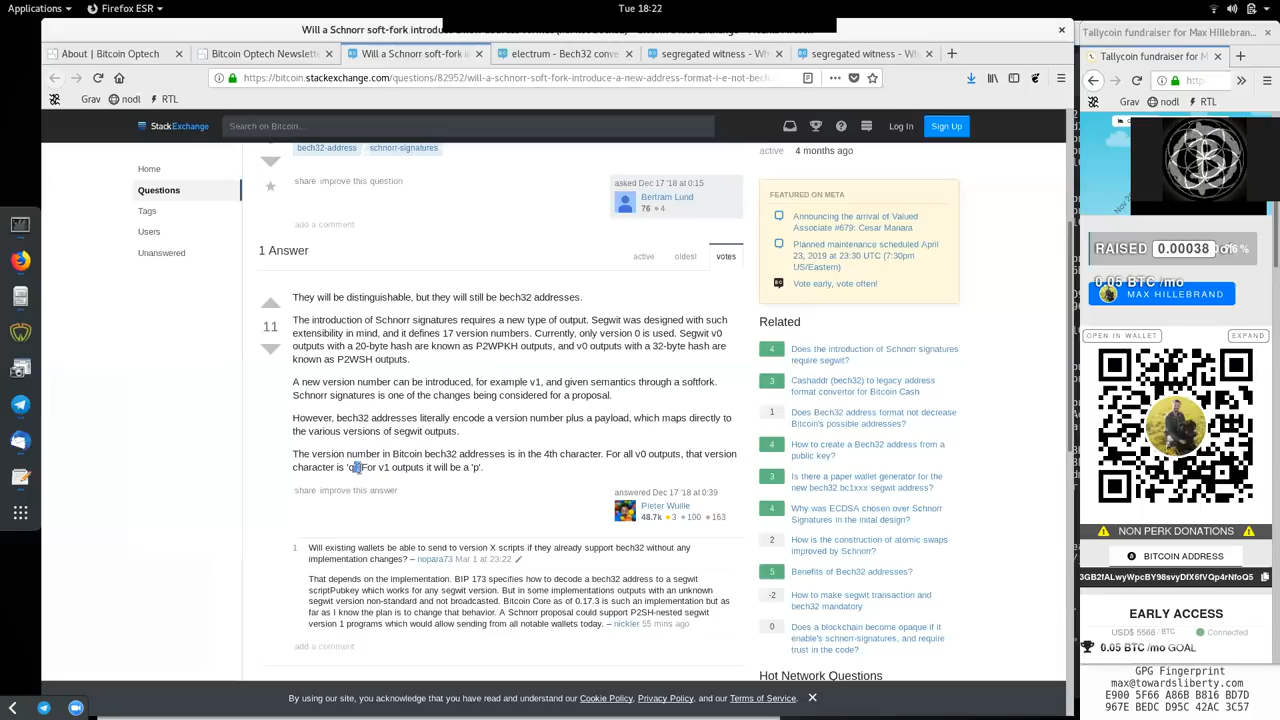 Applications
Places
Firefox ESR
Tue 18:22
Will a Schnorr soft-fork introduc
Tallycoin fundraiser for Max Hillebran…
About | Bitcoin Optech
Bitcoin Optech Newslette
Will a Schnorr soft-fork i
electrum - Bech32 conve
segregated witness - Wh
segregated witness - Wh
Tallycoin fundraiser for M
https://bitcoin.stackexchange.com/questions/82952/will-a-schnorr-soft-fork-introduce-a-new-address-format-i-e-not-bech
Grav
nodl
RTL
Grav
nodl
RTL
StackExchange
Search on Bitcoin…
Log In
Sign Up
Home
Questions
Tags
Users
Unanswered
bech32-address
schnorr-signatures
share improve this question
asked Dec 17 '18 at 0:15
Bertram Lund
76 4
add a comment
1 Answer
active
oldest
votes
They will be distinguishable, but they will still be bech32 addresses.
The introduction of Schnorr signatures requires a new type of output. Segwit was designed with such
extensibility in mind, and it defines 17 version numbers. Currently, only version 0 is used. Segwit v0
outputs with a 20-byte hash are known as P2WPKH outputs, and v0 outputs with a 32-byte hash are
known as P2WSH outputs.
A new version number can be introduced, for example v1, and given semantics through a softfork.
Schnorr signatures is one of the changes being considered for a proposal.
However, bech32 addresses literally encode a version number plus a payload, which maps directly to
the various versions of segwit outputs.
The version number in Bitcoin bech32 addresses is in the 4th character. For all v0 outputs, that version
character is 'q'. For v1 outputs it will be a 'p'.
11
share improve this answer
answered Dec 17 '18 at 0:39
Pieter Wuille
48.7k 3 100 163
1
Will existing wallets be able to send to version X scripts if they already support bech32 without any
implementation changes? – nopara73 Mar 1 at 23:22
That depends on the implementation. BIP 173 specifies how to decode a bech32 address to a segwit
scriptPubkey which works for any segwit version. But in some implementations outputs with an unknown
segwit version non-standard and not broadcasted. Bitcoin Core as of 0.17.3 is such an implementation but as
far as I know the plan is to change that behavior. A Schnorr proposal could support P2SH-nested segwit
version 1 programs which would allow sending from all notable wallets today. – nickler 55 mins ago
add a comment
active 4 months ago
FEATURED ON META
Announcing the arrival of Valued
Associate #679: Cesar Manara
Planned maintenance scheduled April
23, 2019 at 23:30 UTC (7:30pm
US/Eastern)
Vote early, vote often!
Related
4 Does the introduction of Schnorr signatures
require segwit?
3 Cashaddr (bech32) to legacy address
format convertor for Bitcoin Cash
1 Does Bech32 address format not decrease
Bitcoin's possible addresses?
4 How to create a Bech32 address from a
public key?
3 Is there a paper wallet generator for the
new bech32 bc1xxx segwit address?
4 Why was ECDSA chosen over Schnorr
Signatures in the inital design?
2 How is the construction of atomic swaps
improved by Schnorr?
5 Benefits of Bech32 addresses?
-2 How to make segwit transaction and
bech32 mandatory
0 Does a blockchain become opaque if it
enable's schnorr-signatures, and require
trust in the code?
Hot Network Questions
By using our site, you acknowledge that you have read and understand our Cookie Policy, Privacy Policy, and our Terms of Service.
RAISED 0.00038
0.05 BTC /mo
MAX HILLEBRAND
OPEN IN WALLET
EXPAND
NON PERK DONATIONS
BITCOIN ADDRESS
3GB2fALwyWpcBY98svyDfX6fVQp4rNfoQ5
EARLY ACCESS
USD$ 5566 / BTC
Connected
0.05 BTC /mo GOAL
GPG Fingerprint
max@towardsliberty.com
E900 5F66 A86B B816 BD7D
967E BEDC D95C 42AC 3C57